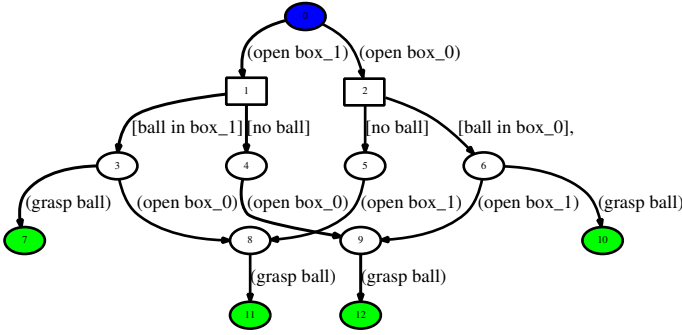 0
(open box_1) (open box_0)
1 2
[ball in box_1] [no ball] [no ball] [ball in box_0],
3 4 5 6
(grasp ball) (open box_0) (open box_0) (open box_1) (open box_1) (grasp ball)
7 8 9 10
(grasp ball) (grasp ball)
11 12